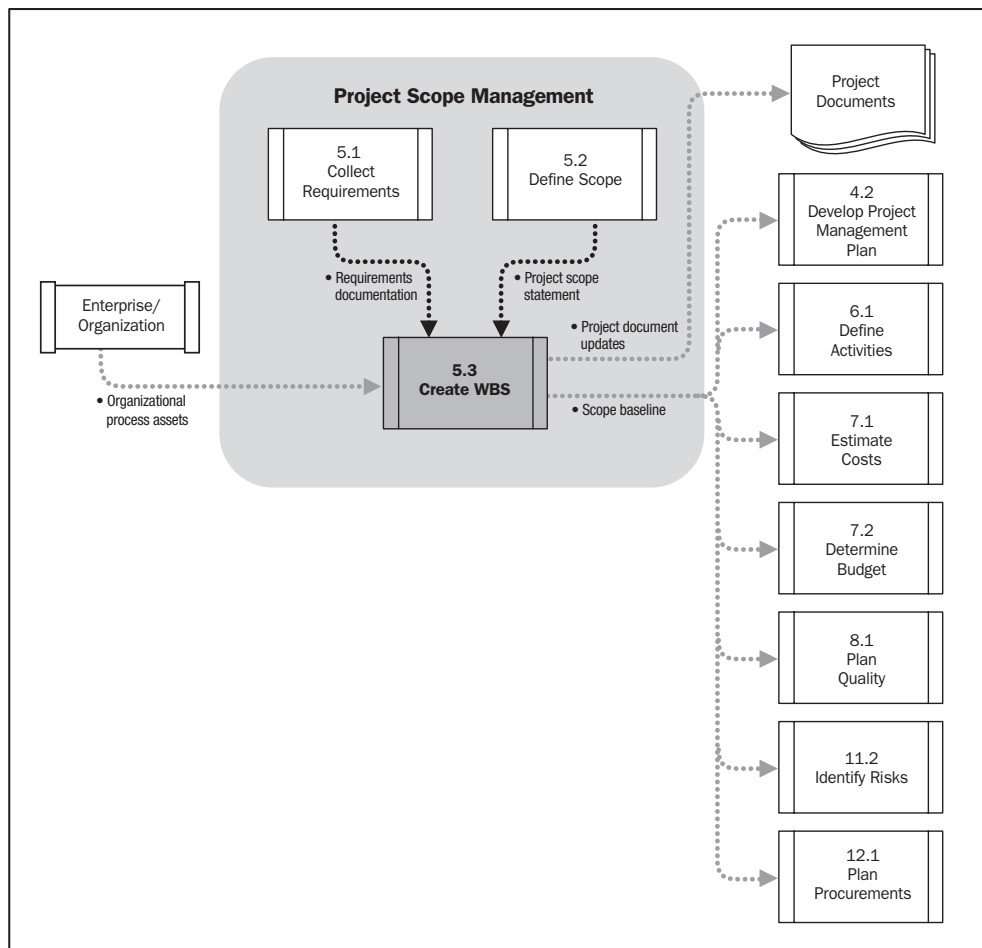 Project Scope Management
5.1
Collect
Requirements
5.2
Define Scope
• Requirements
documentation
• Project scope
statement
Enterprise/
Organization
• Organizational
process assets
5.3
Create WBS
• Project document
updates
• Scope baseline
Project
Documents
4.2
Develop Project
Management
Plan
6.1
Define
Activities
7.1
Estimate
Costs
7.2
Determine
Budget
8.1
Plan
Quality
11.2
Identify Risks
12.1
Plan
Procurements